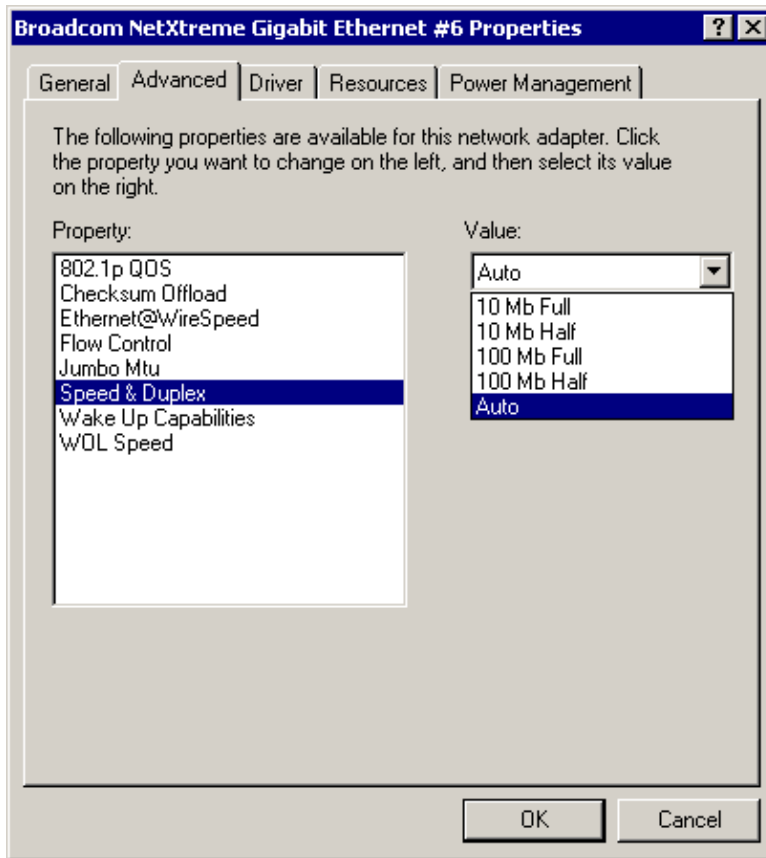 Broadcom NetXtreme Gigabit Ethernet #6 Properties
General Advanced Driver Resources Power Management
The following properties are available for this network adapter. Click
the property you want to change on the left, and then select its value
on the right.
Property:
802.1p QOS
Checksum Offload
Ethernet@WireSpeed
Flow Control
Jumbo Mtu
Speed & Duplex
Wake Up Capabilities
WOL Speed
Value:
Auto
10 Mb Full
10 Mb Half
100 Mb Full
100 Mb Half
Auto
OK Cancel